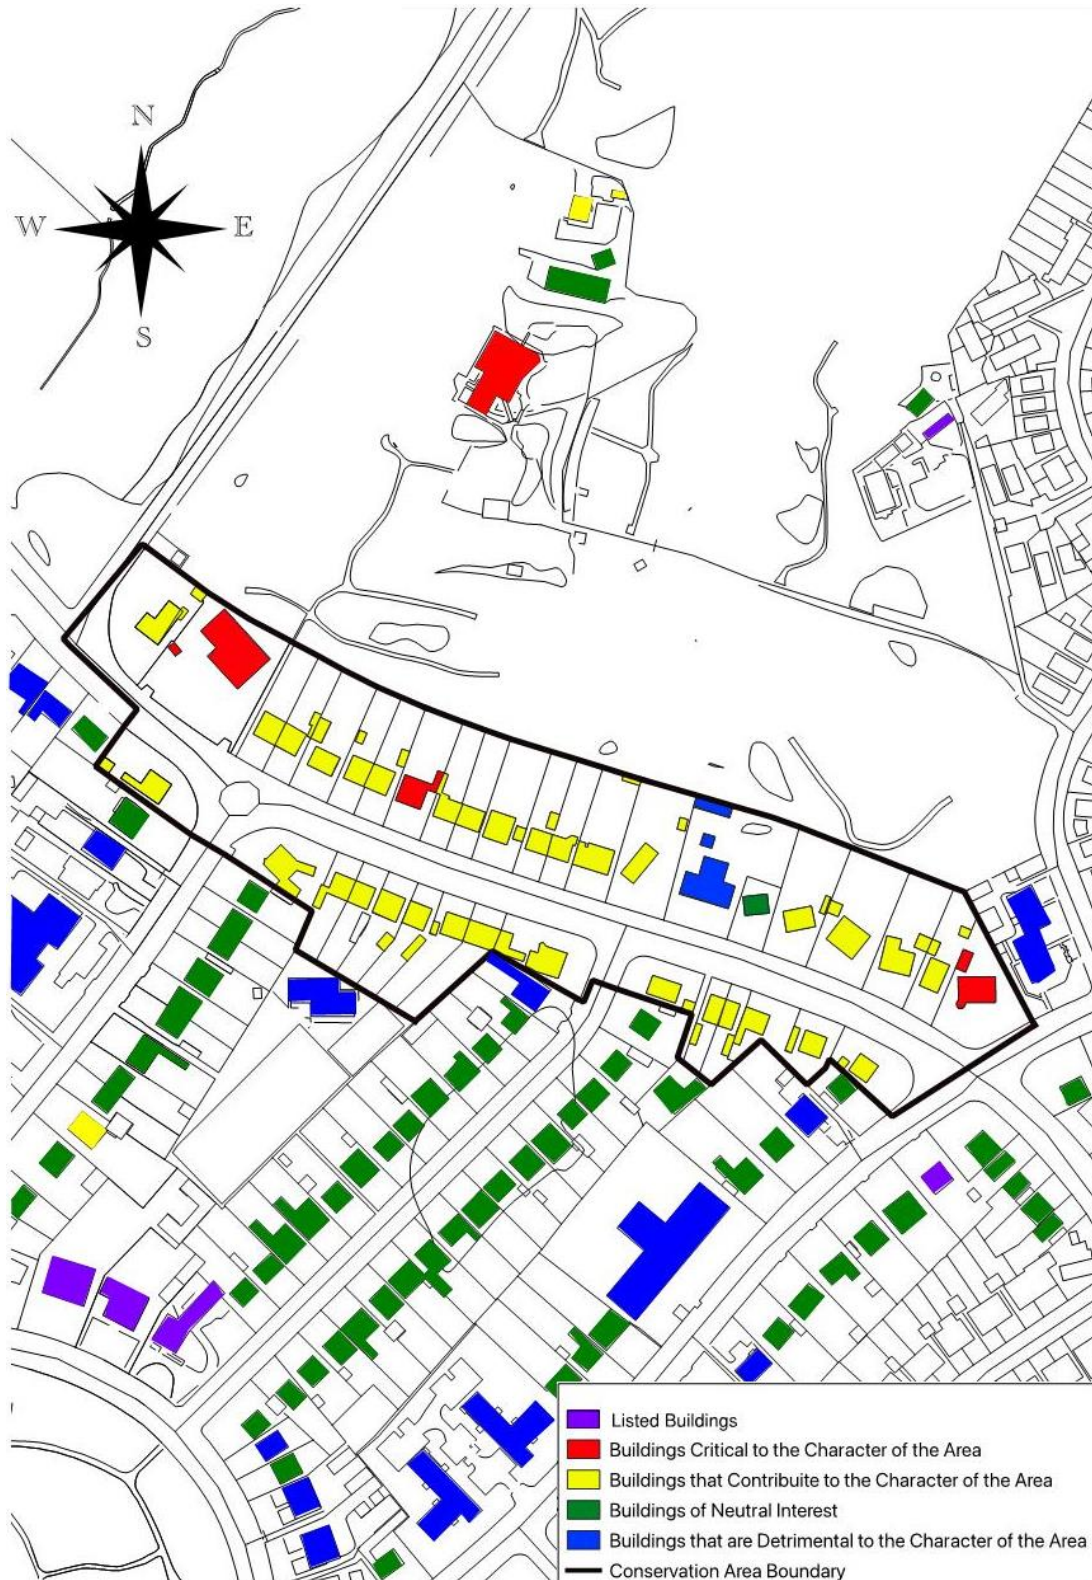 N
W E
S
Listed Buildings
Buildings Critical to the Character of the Area
Buildings that Contribuite to the Character of the Area
Buildings of Neutral Interest
Buildings that are Detrimental to the Character of the Area
Conservation Area Boundary